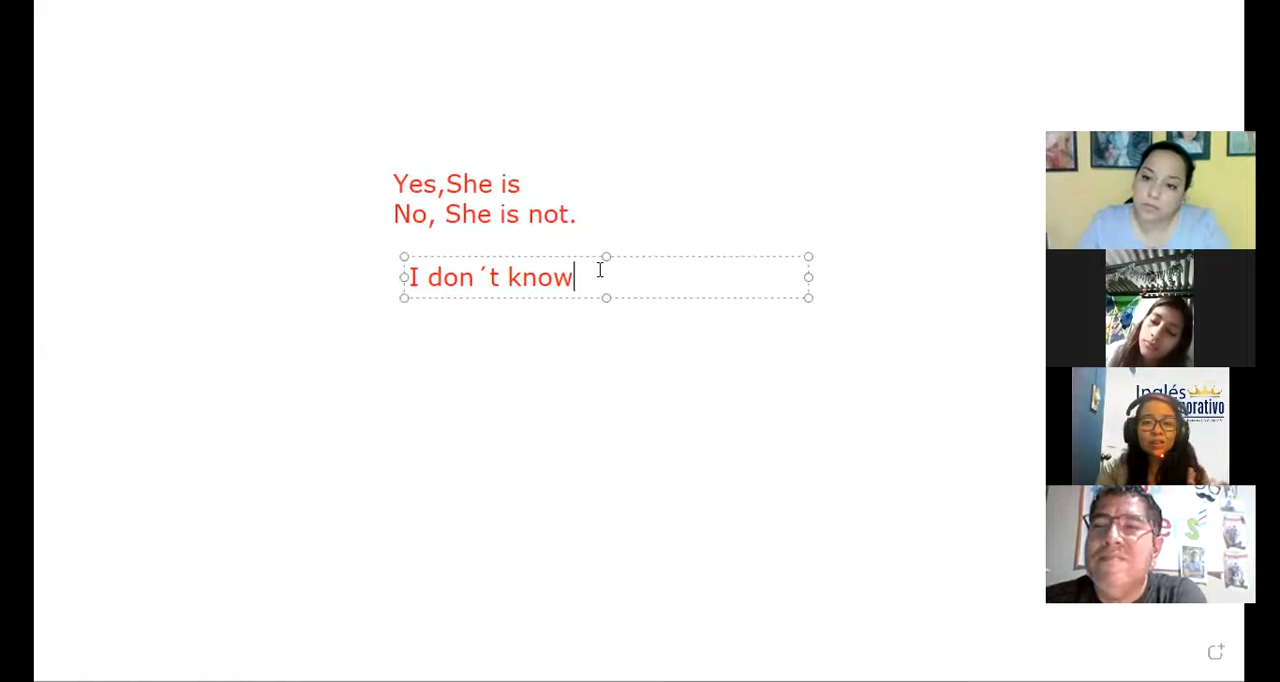 Yes,She is
No, She is not.
I don´t know
Inglés
orativo